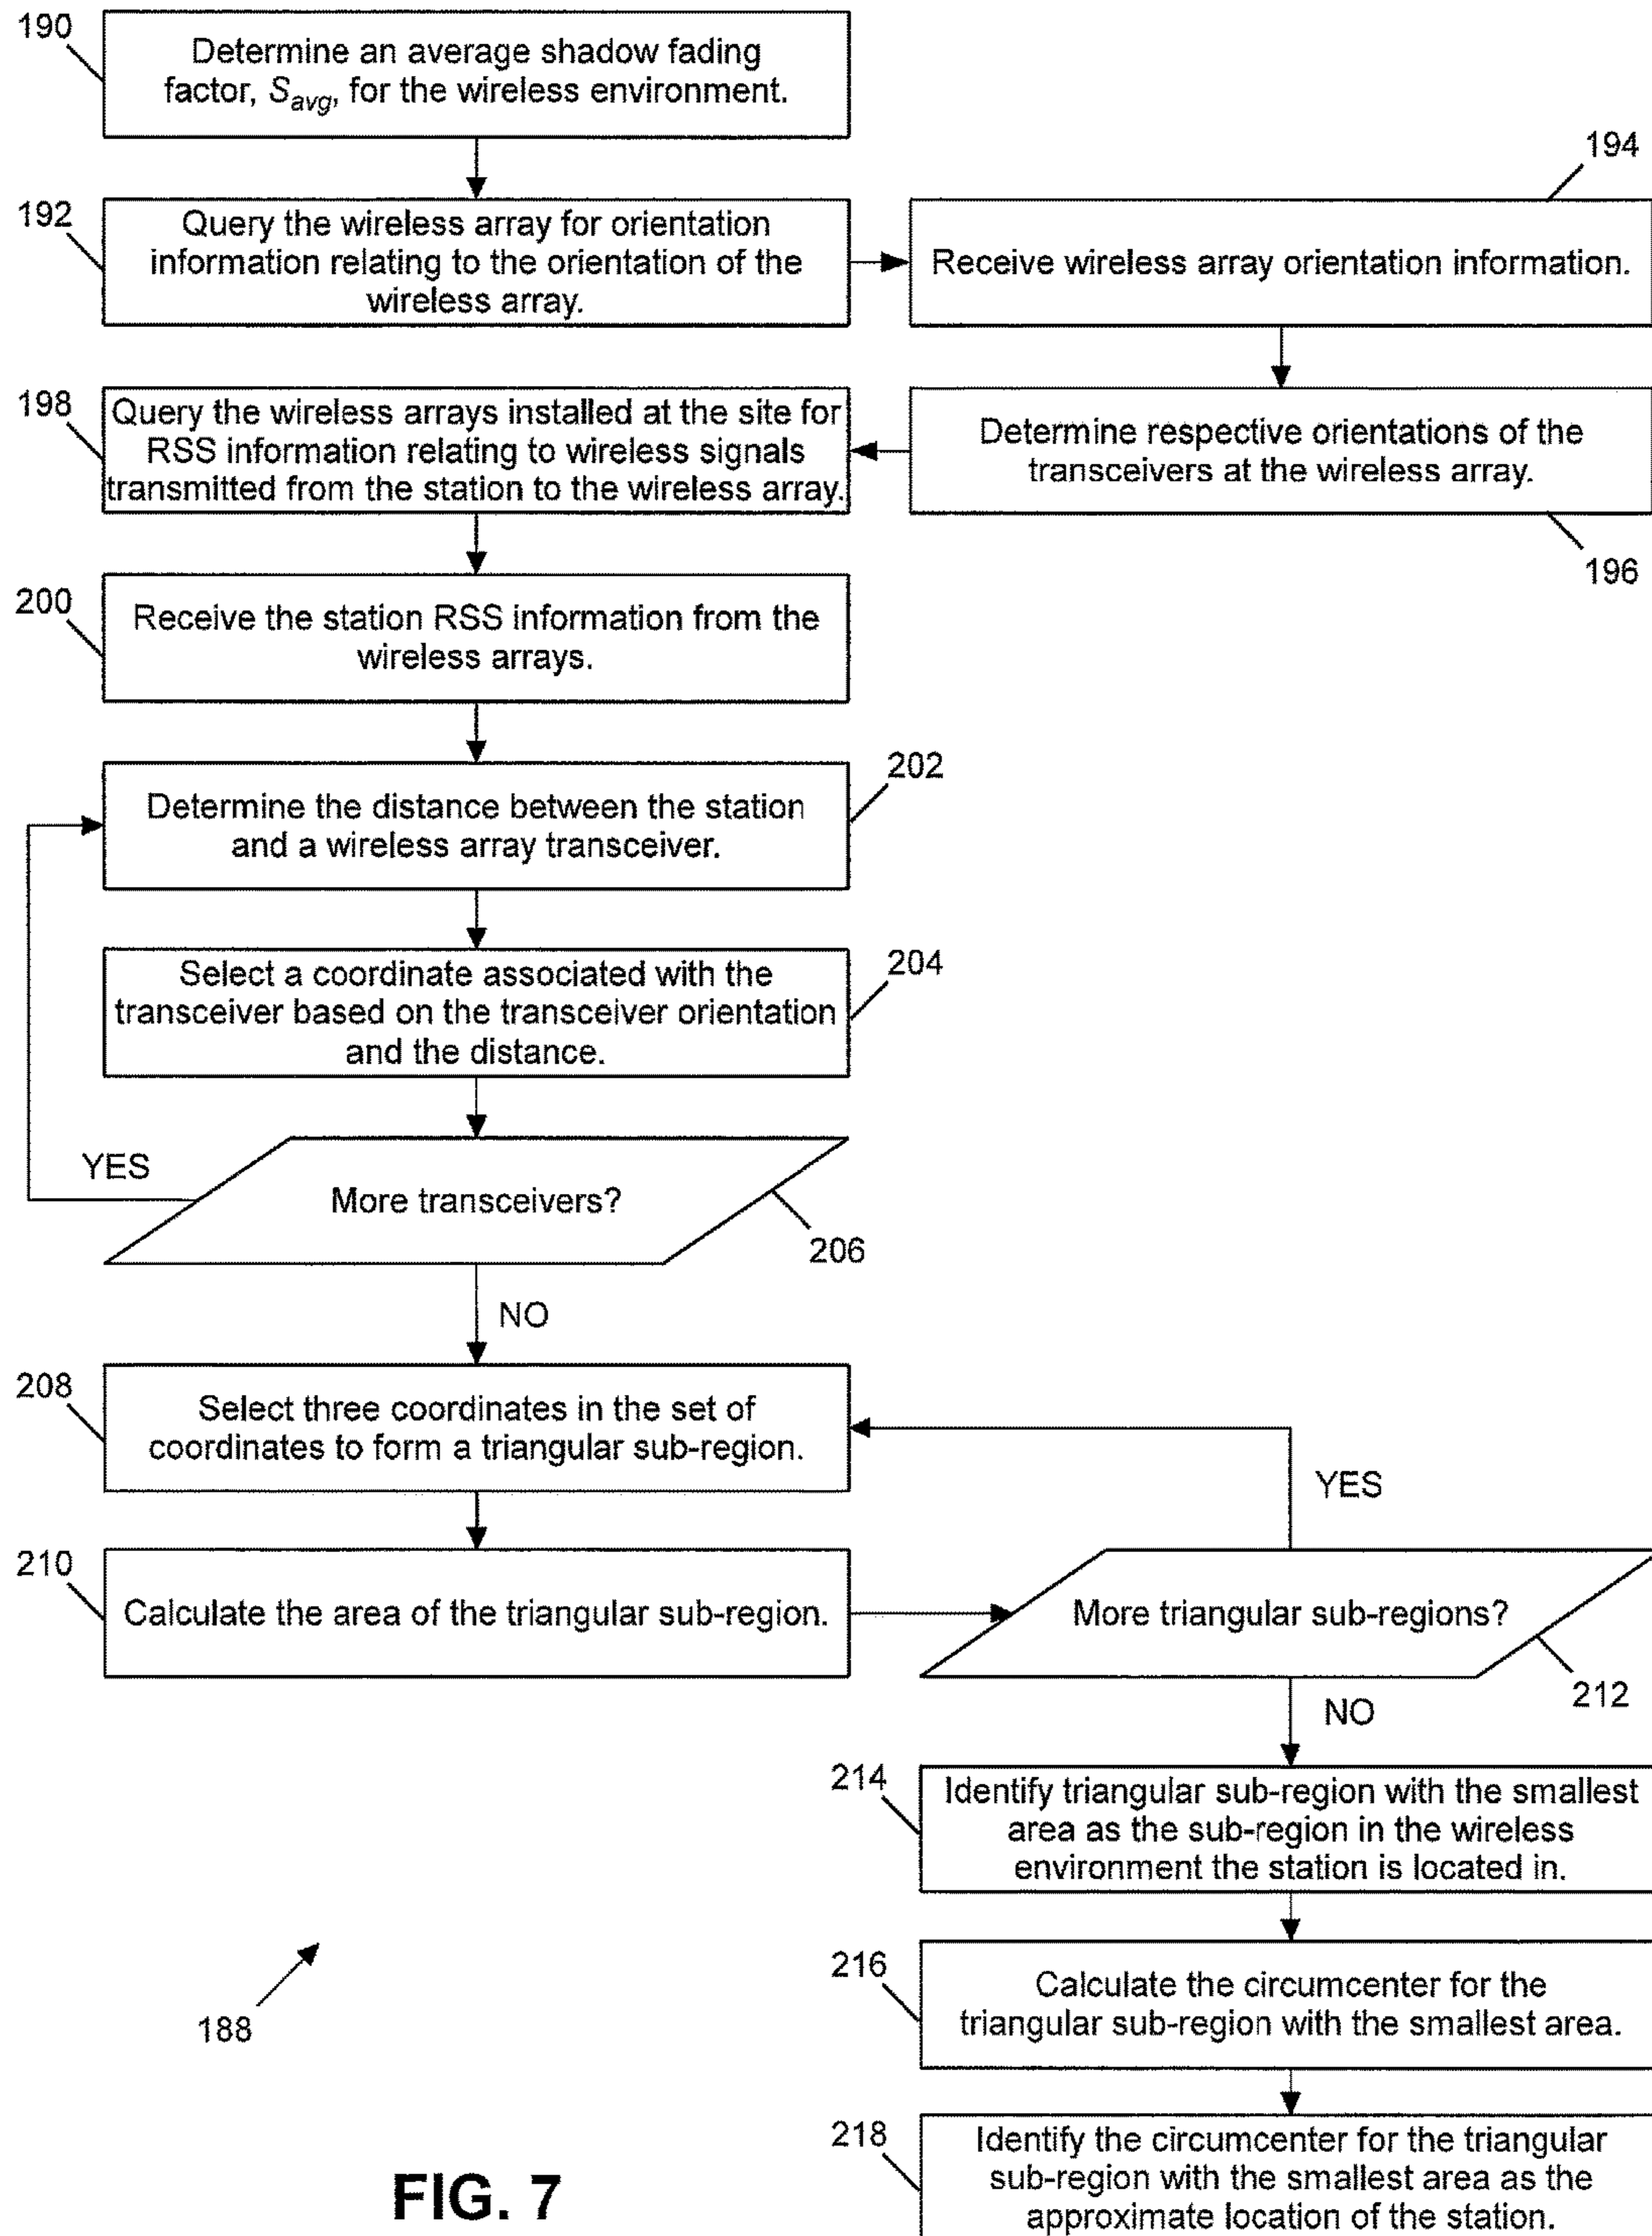 190
Determine an average shadow fading
factor, Savg, for the wireless environment.
192
Query the wireless array for orientation
information relating to the orientation of the
wireless array.
194
Receive wireless array orientation information.
198
Query the wireless arrays installed at the site for
RSS information relating to wireless signals
transmitted from the station to the wireless array.
Determine respective orientations of the
transceivers at the wireless array.
196
200
Receive the station RSS information from the
wireless arrays.
202
Determine the distance between the station
and a wireless array transceiver.
204
Select a coordinate associated with the
transceiver based on the transceiver orientation
and the distance.
YES
More transceivers?
206
NO
208
Select three coordinates in the set of
coordinates to form a triangular sub-region.
YES
210
Calculate the area of the triangular sub-region.
More triangular sub-regions?
212
NO
214
Identify triangular sub-region with the smallest
area as the sub-region in the wireless
environment the station is located in.
216
Calculate the circumcenter for the
triangular sub-region with the smallest area.
188
218
Identify the circumcenter for the triangular
sub-region with the smallest area as the
approximate location of the station.
FIG. 7